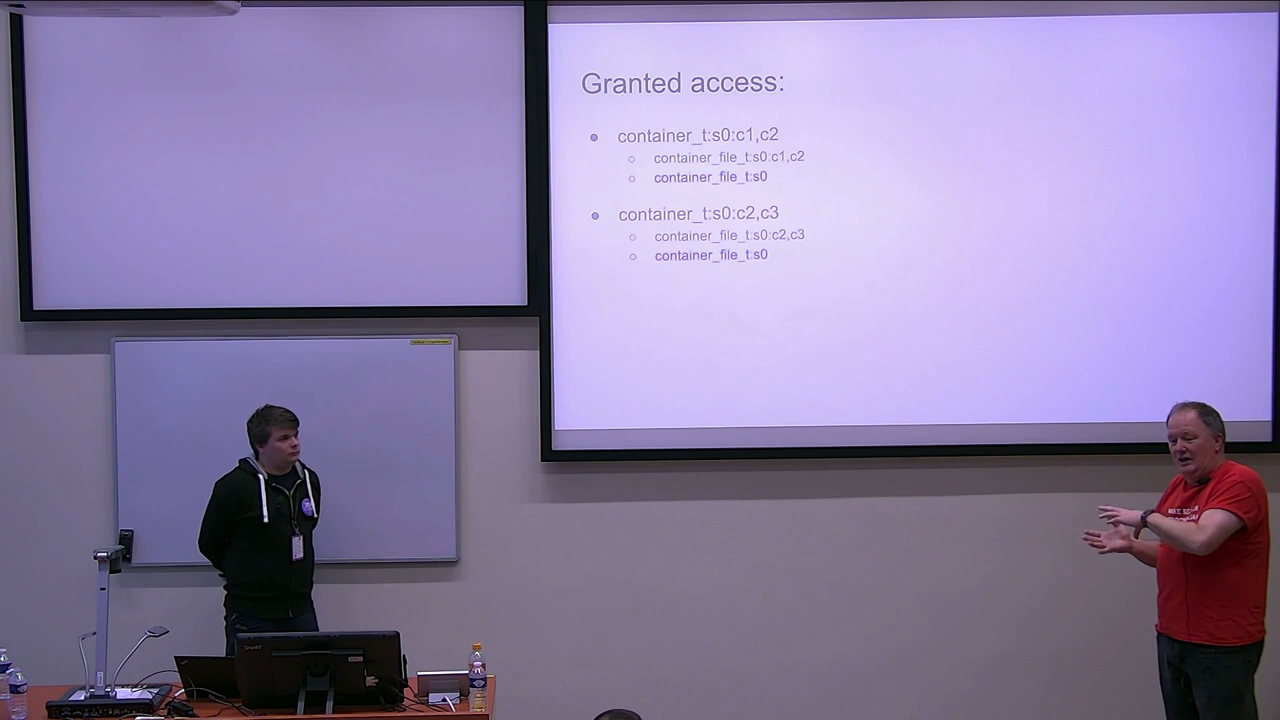 Granted access:
container_t:s0:c1,c2
container_file_t:s0:c1,c2
container_file_t:s0
container_t:s0:c2,c3
container_file_t:s0:c2,c3
container_file_t:s0